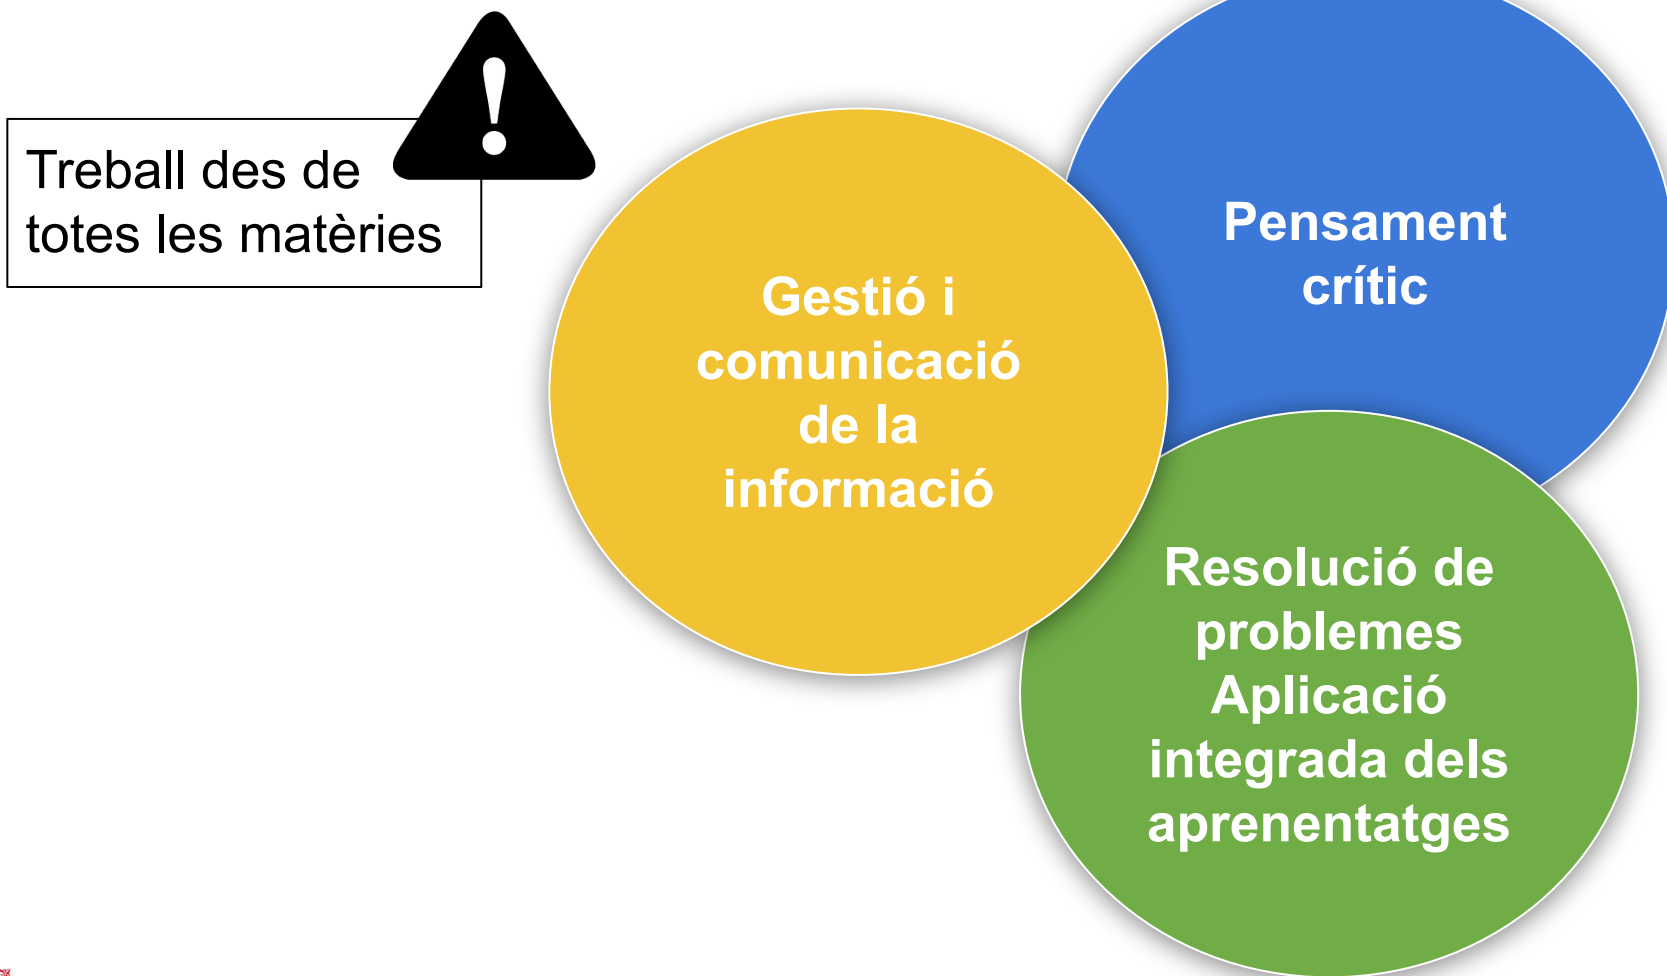 Treball des de
totes les matèries
Gestió i
comunicació
de la
informació
Pensament
crític
Resolució de
problemes
Aplicació
integrada dels
aprenentatges